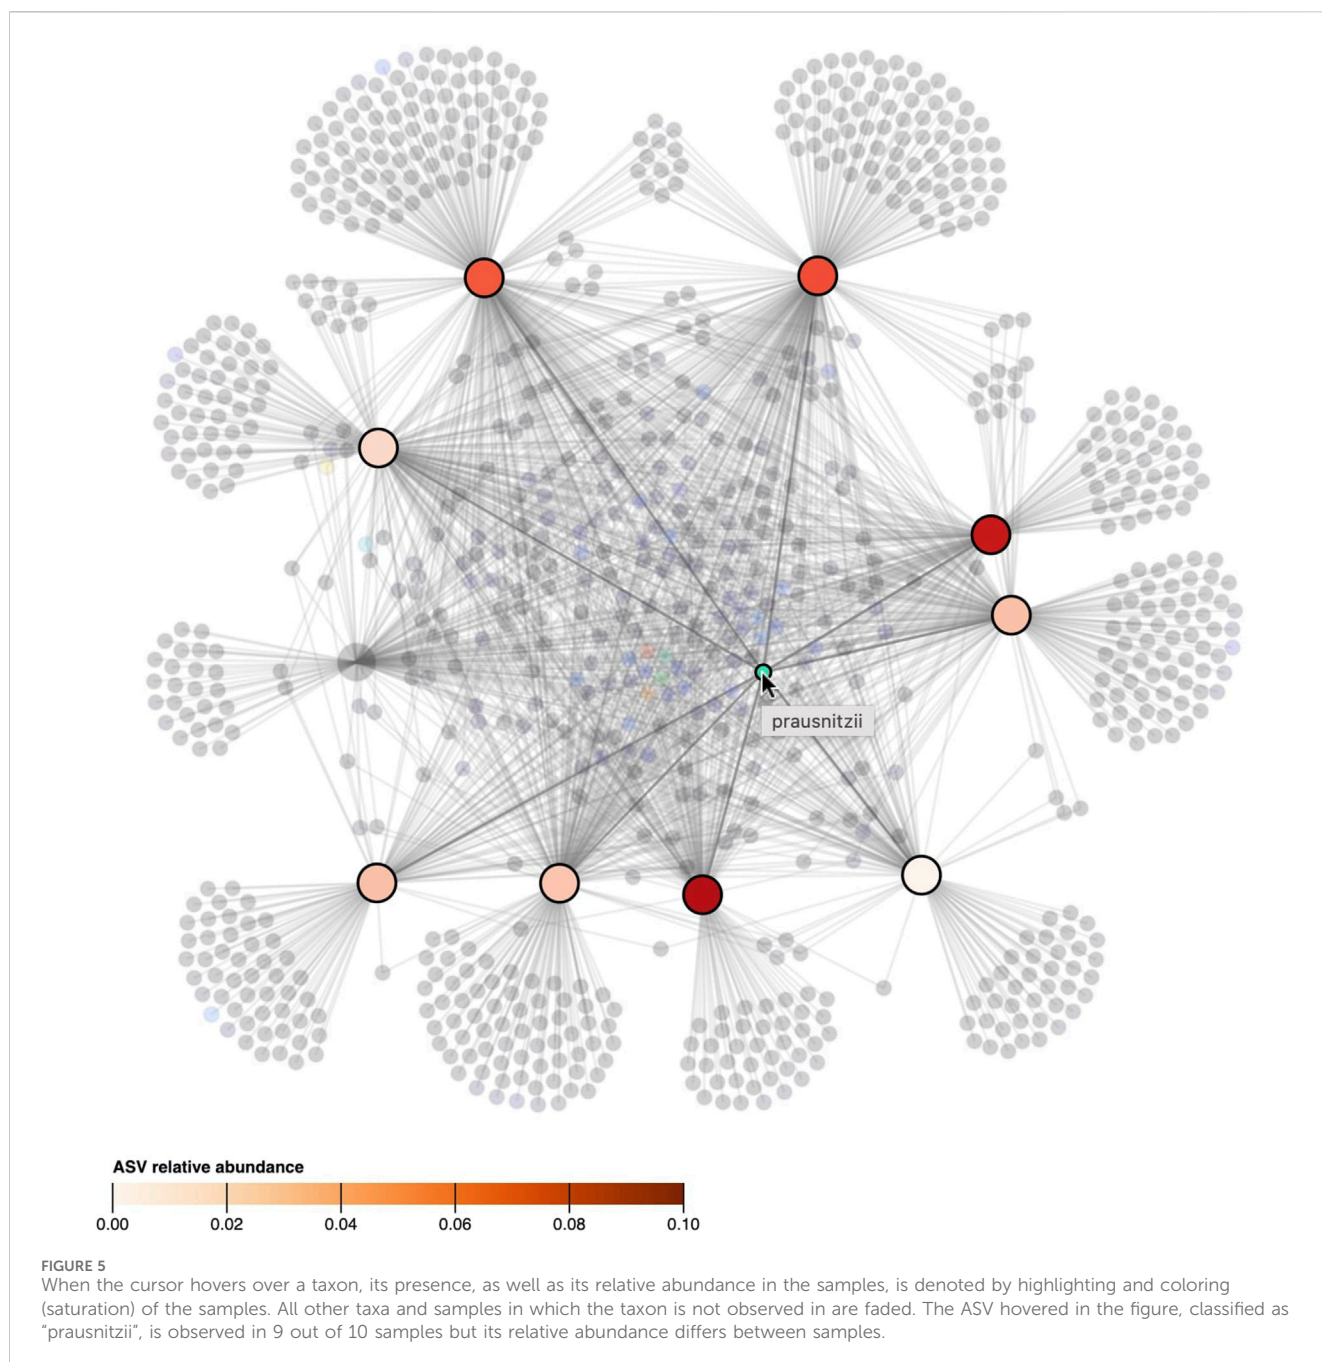 prausnitzii
ASV relative abundance
0.00 0.02 0.04 0.06 0.08 0.10
FIGURE 5
When the cursor hovers over a taxon, its presence, as well as its relative abundance in the samples, is denoted by highlighting and coloring
(saturation) of the samples. All other taxa and samples in which the taxon is not observed in are faded. The ASV hovered in the figure, classified as
“prausnitzii”, is observed in 9 out of 10 samples but its relative abundance differs between samples.